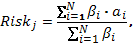 Risk_j = \frac{\sum_{i=1}^{N} \beta_i \cdot a_i}{\sum_{i=1}^{N} \beta_i},